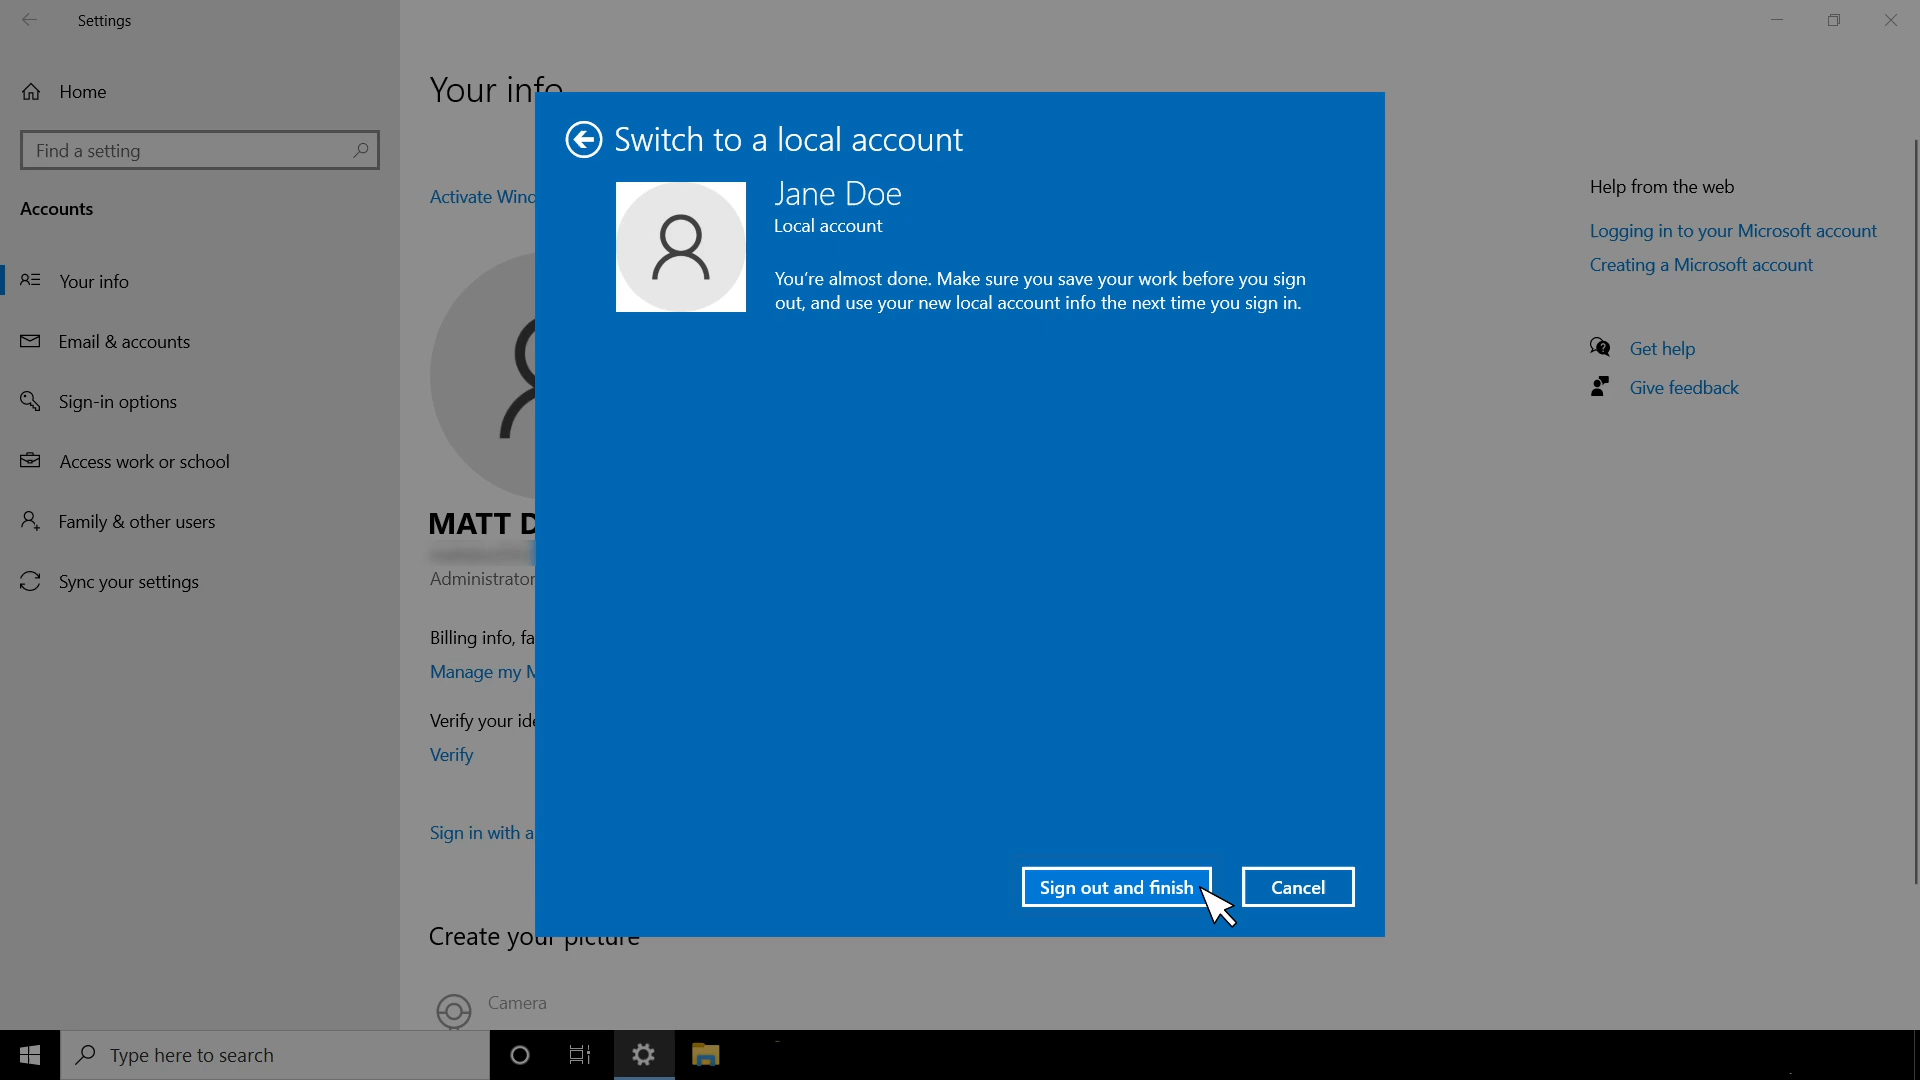 Settings
Home
Find a setting
Accounts
Your info
Email & accounts
Sign-in options
Access work or school
Family & other users
Sync your settings
Your info
Activate
MATT
Administrator
Billing info,
Manage my
Verify your
Verify
Sign in with a
Create your picture
Camera
Switch to a local account
Jane Doe
Local account
You're almost done. Make sure you save your work before you sign
out, and use your new local account info the next time you sign in.
Sign out and finish
Cancel
Help from the web
Logging in to your Microsoft account
Creating a Microsoft account
Get help
Give feedback
Type here to search